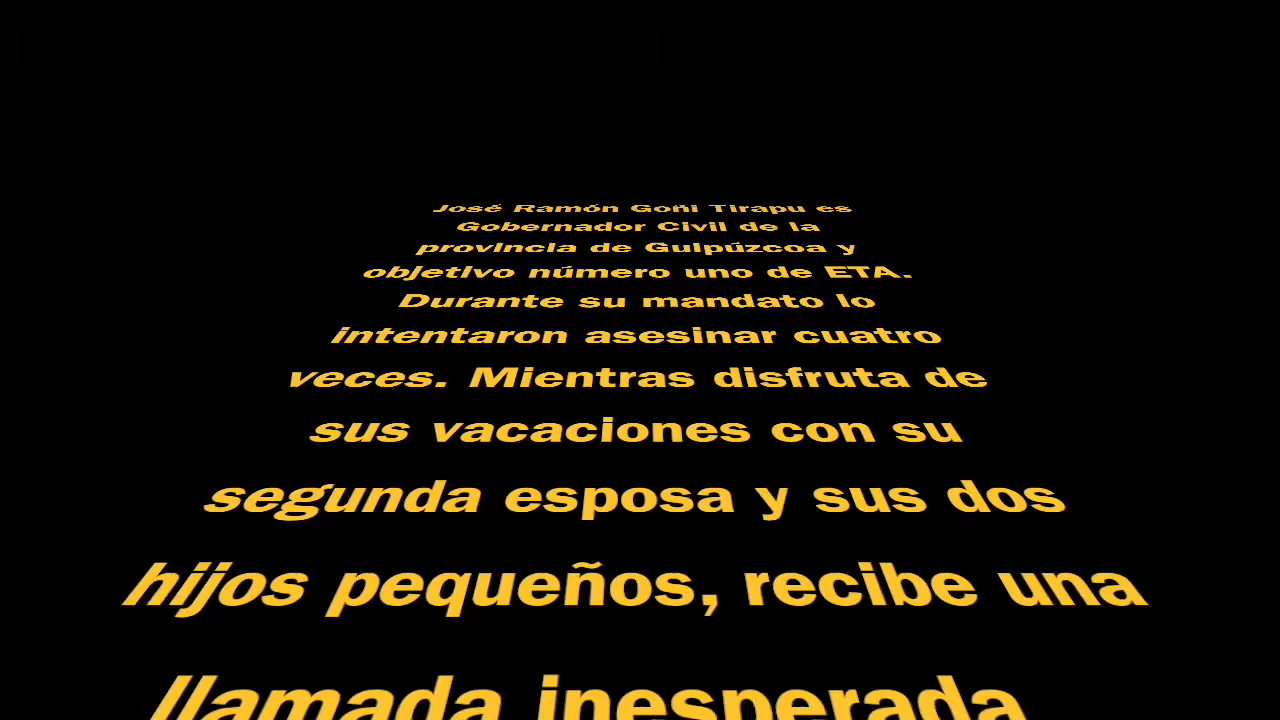 José Ramón Goñi Tirapu es
Gobernador Civil de la
provincia de Guipúzcoa y
objetivo número uno de ETA.
Durante su mandato lo
intentaron asesinar cuatro
veces. Mientras disfruta de
sus vacaciones con su
segunda esposa y sus dos
hijos pequeños, recibe una
llamada inesperada